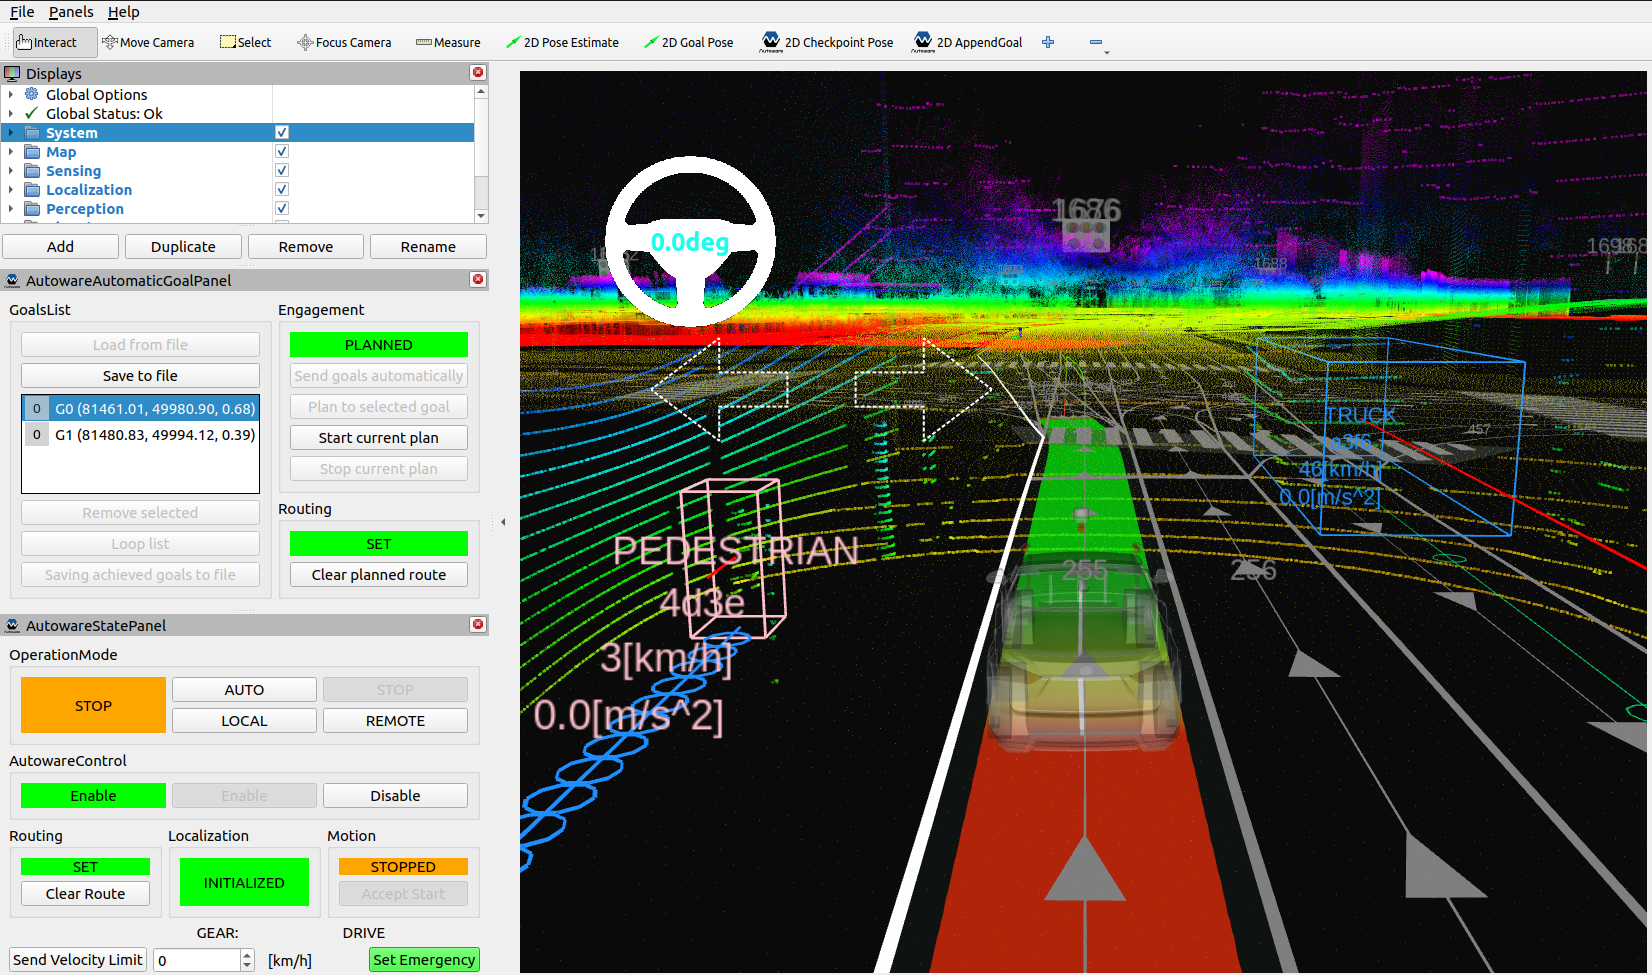 File Panels Help
Interact Move Camera Select Focus Camera Measure 2D Pose Estimate 2D Goal Pose 2D Checkpoint Pose 2D AppendGoal
Displays
Global Options
Global Status: Ok
System
Map
Sensing
Localization
Perception
Add Duplicate Remove Rename
AutowareAutomaticGoalPanel
GoalsList
Load from file
Save to file
0 G0 (81461.01, 49980.90, 0.68)
0 G1 (81480.83, 49994.12, 0.39)
Remove selected
Loop list
Saving achieved goals to file
Engagement
PLANNED
Send goals automatically
Plan to selected goal
Start current plan
Stop current plan
Routing
SET
Clear planned route
AutowareStatePanel
OperationMode
STOP
AUTO STOP
LOCAL REMOTE
AutowareControl
Enable Enable Disable
Routing
SET
Clear Route
Localization
INITIALIZED
Motion
STOPPED
Accept Start
GEAR: DRIVE
Send Velocity Limit 0 [km/h] Set Emergency
0.0deg
1688
TRUCK
46[km/h]
0.0[m/s^2]
457
PEDESTRIAN
4d3e
3[km/h]
0.0[m/s^2]
255
256